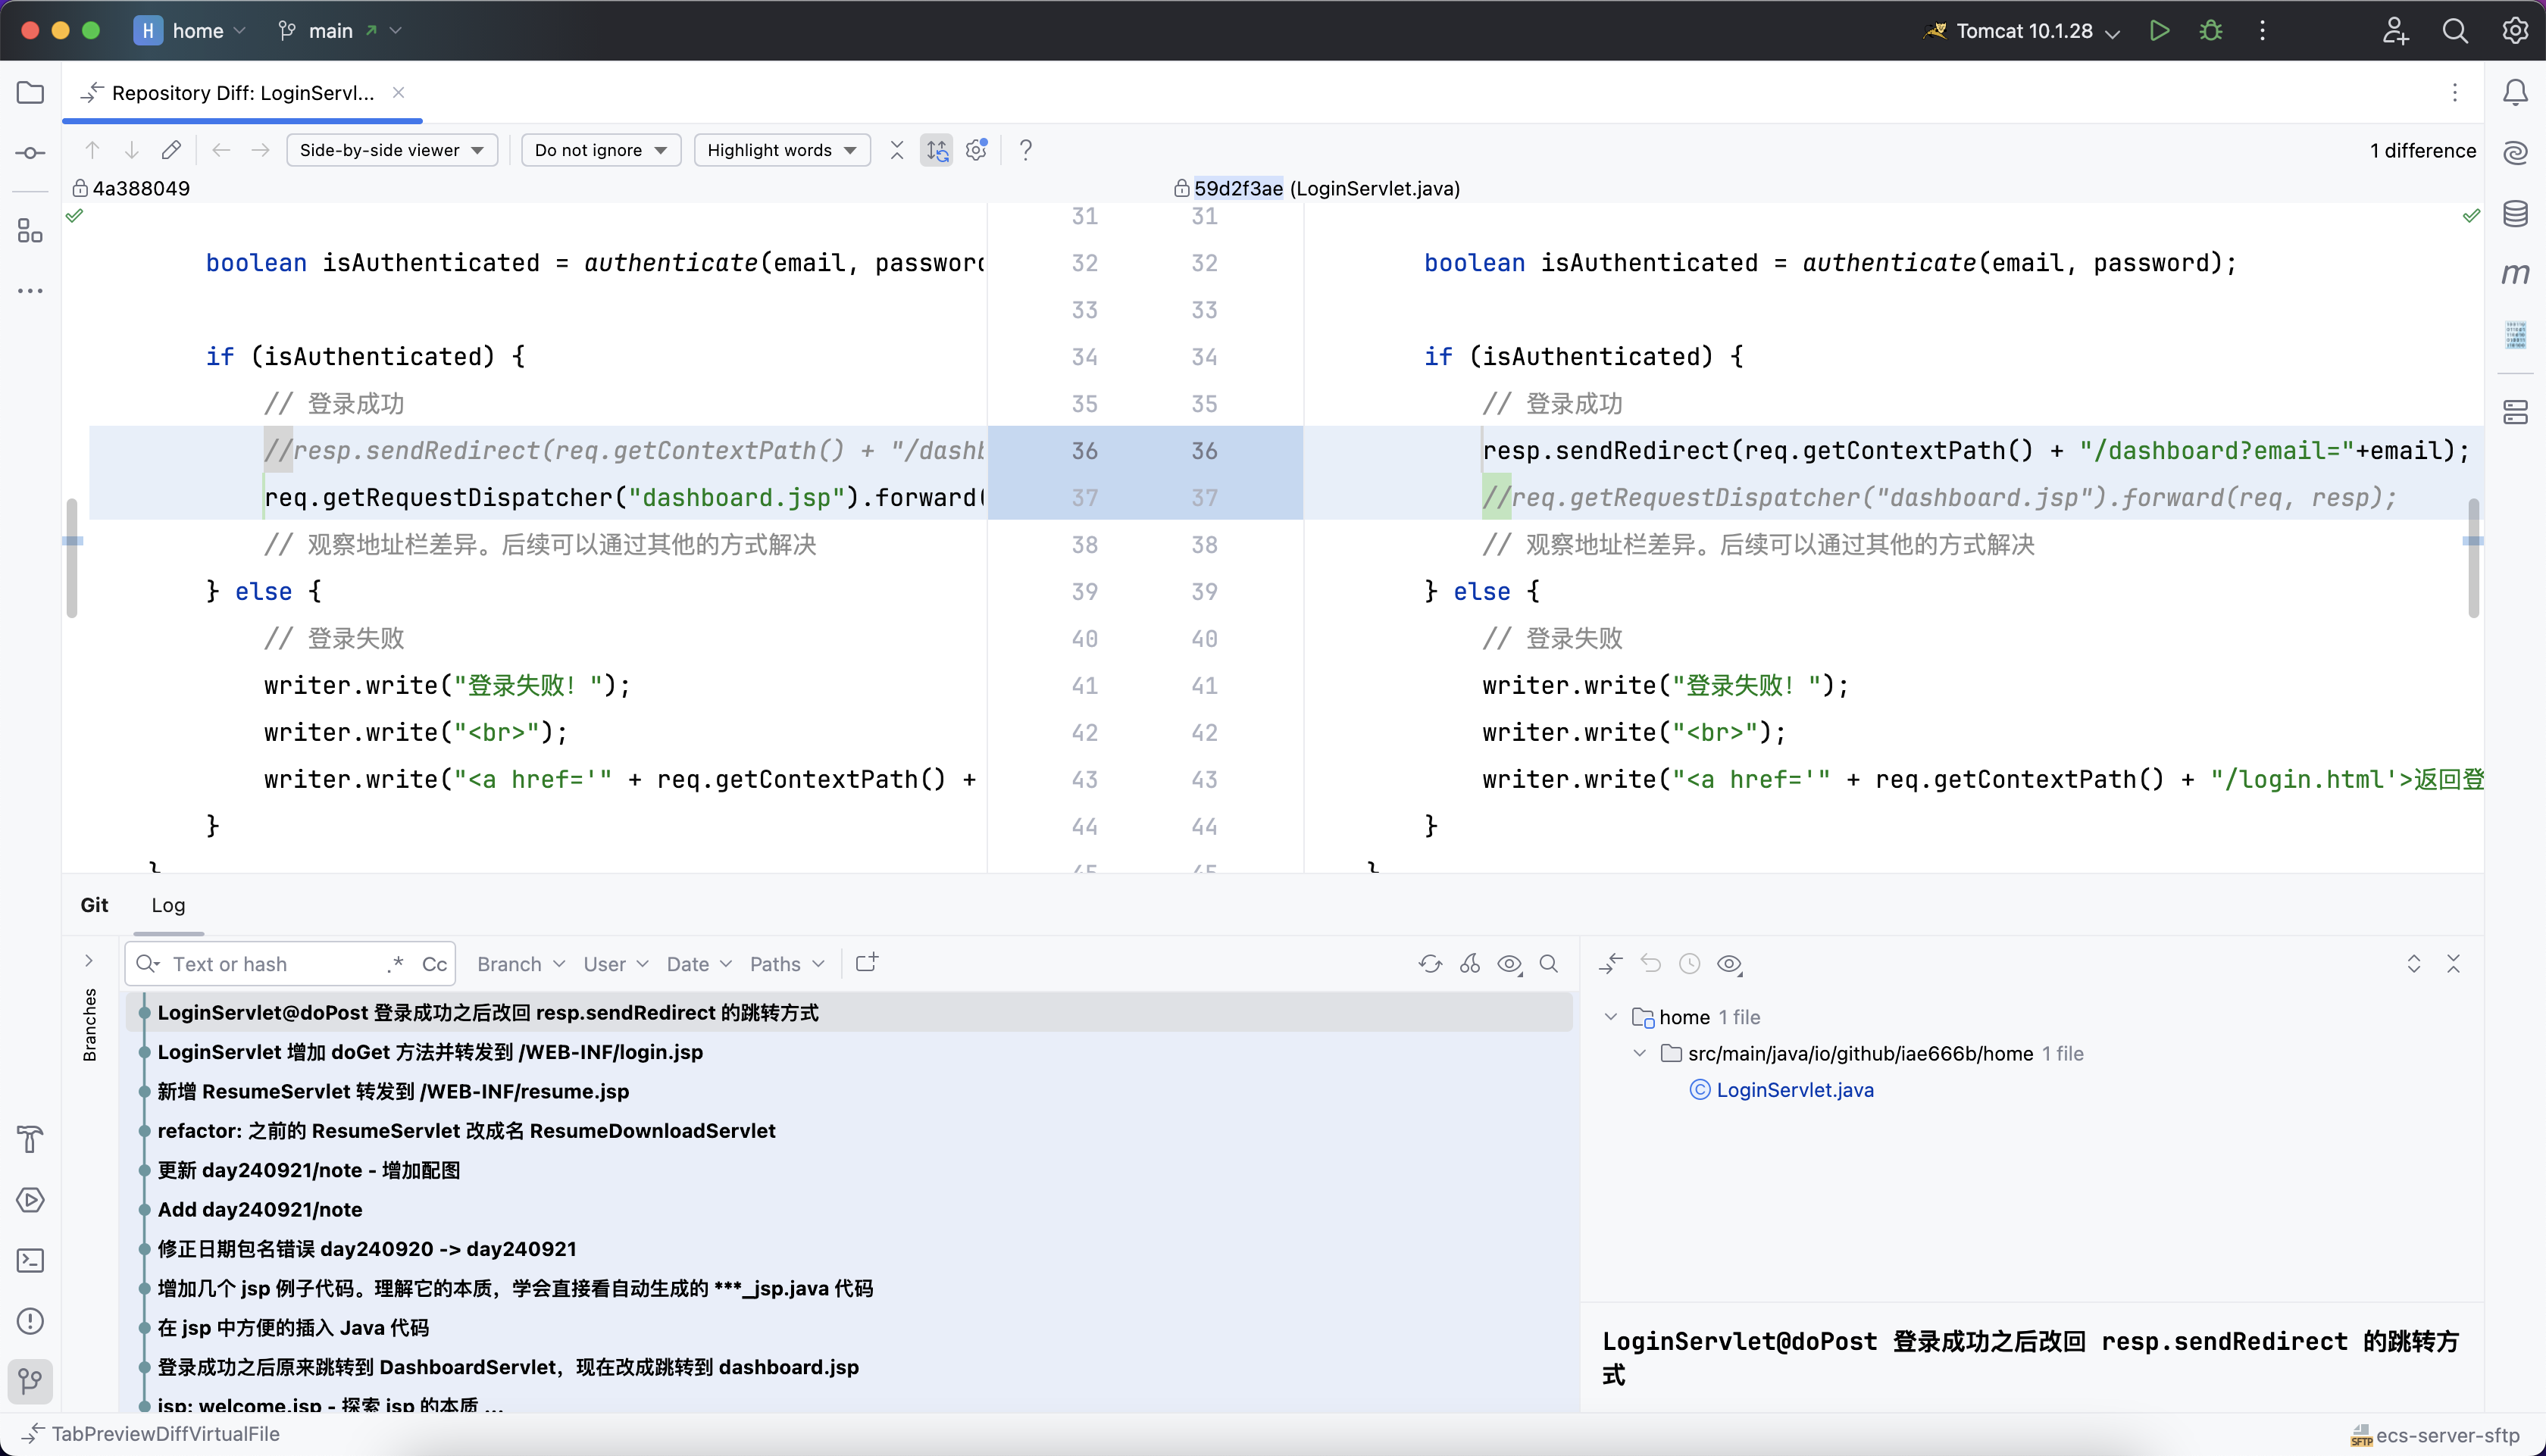 H home main Tomcat 10.1.28
Repository Diff: LoginServl...
Side-by-side viewer Do not ignore Highlight words ? 1 difference
4a388049 59d2f3ae (LoginServlet.java)
31 31
boolean isAuthenticated = authenticate(email, password 32 32 boolean isAuthenticated = authenticate(email, password);
33 33
if (isAuthenticated) { 34 34 if (isAuthenticated) {
// 登录成功 35 35 // 登录成功
//resp.sendRedirect(req.getContextPath() + "/dash 36 36 resp.sendRedirect(req.getContextPath() + "/dashboard?email="+email);
req.getRequestDispatcher("dashboard.jsp").forward( 37 37 //req.getRequestDispatcher("dashboard.jsp").forward(req, resp);
// 观察地址栏差异。后续可以通过其他的方式解决 38 38 // 观察地址栏差异。后续可以通过其他的方式解决
} else { 39 39 } else {
// 登录失败 40 40 // 登录失败
writer.write("登录失败！"); 41 41 writer.write("登录失败！");
writer.write("<br>"); 42 42 writer.write("<br>");
writer.write("<a href='" + req.getContextPath() + 43 43 writer.write("<a href='" + req.getContextPath() + "/login.html'>返回登
} 44 44 }
} 45 45 }
Git Log
Text or hash .* Cc Branch User Date Paths
Branches
LoginServlet@doPost 登录成功之后改回 resp.sendRedirect 的跳转方式
LoginServlet 增加 doGet 方法并转发到 /WEB-INF/login.jsp
新增 ResumeServlet 转发到 /WEB-INF/resume.jsp
refactor: 之前的 ResumeServlet 改成名 ResumeDownloadServlet
更新 day240921/note - 增加配图
Add day240921/note
修正日期包名错误 day240920 -> day240921
增加几个 jsp 例子代码。理解它的本质，学会直接看自动生成的 ***_jsp.java 代码
在 jsp 中方便的插入 Java 代码
登录成功之后原来跳转到 DashboardServlet，现在改成跳转到 dashboard.jsp
jsp: welcome.jsp - 探索 jsp 的本质 ...
home 1 file
src/main/java/io/github/iae666b/home 1 file
LoginServlet.java
LoginServlet@doPost 登录成功之后改回 resp.sendRedirect 的跳转方
式
TabPreviewDiffVirtualFile
SFTP ecs-server-sftp